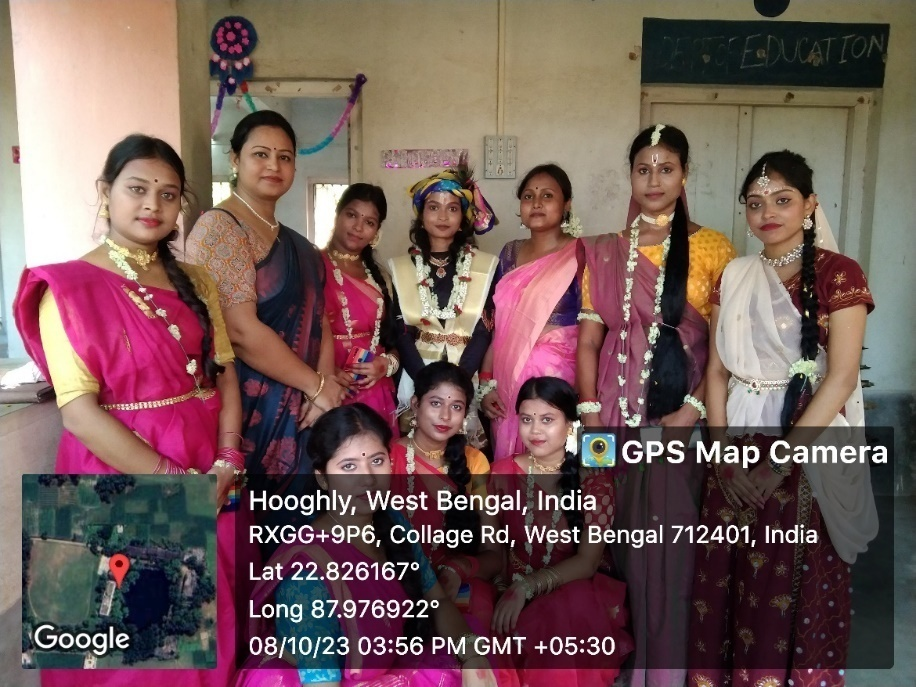 EDUCATION
GPS Map Camera
Hooghly, West Bengal, India
RXGG+9P6, Collage Rd, West Bengal 712401, India
Lat 22.826167°
Long 87.976922°
08/10/23 03:56 PM GMT +05:30
Google